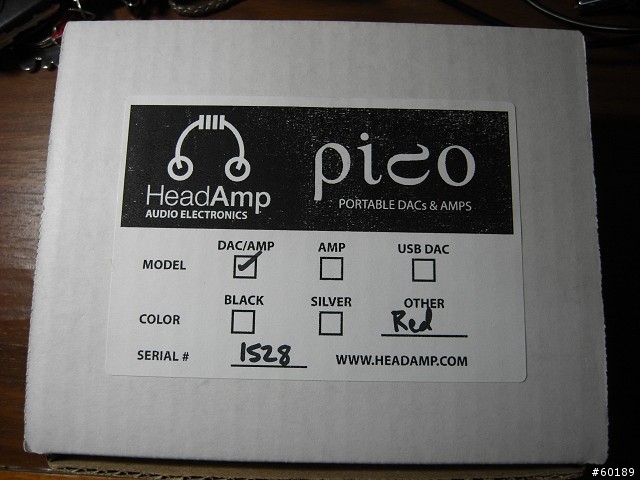 HeadAmp
AUDIO ELECTRONICS
pico
PORTABLE DACs & AMPS
MODEL DAC/AMP AMP USB DAC
COLOR BLACK SILVER OTHER Red
SERIAL # 1528 WWW.HEADAMP.COM
#60189